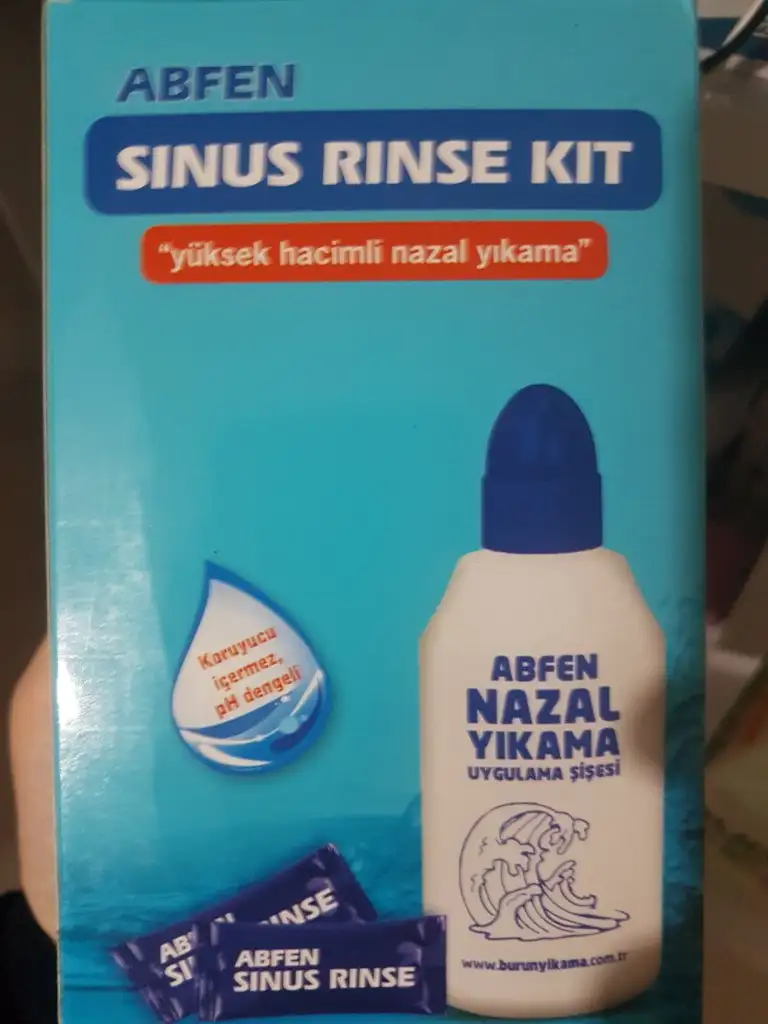 ABFEN
SINUS RINSE KIT
"yüksek hacimli nazal yıkama"
Koruyucu
içermez,
pH dengeli
ABFEN
NAZAL
YIKAMA
UYGULAMA ŞİŞESİ
www.burunyikama.com.tr
ABFEN
SINUS RINSE